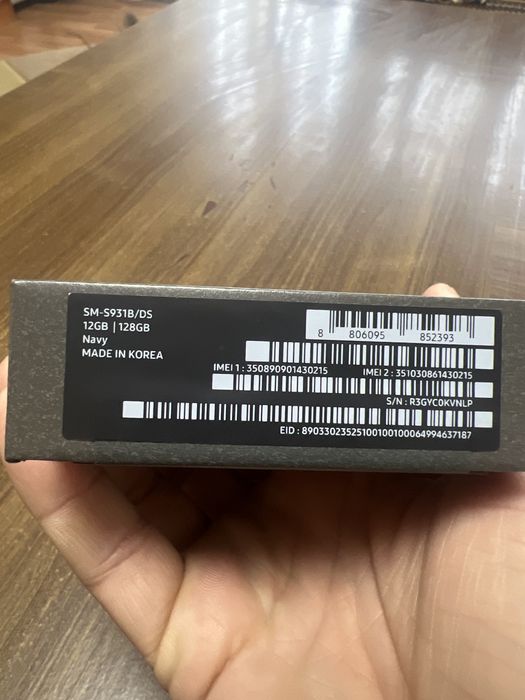 SM-S931B/DS
12GB | 128GB
Navy
MADE IN KOREA
8 806095 852393
IMEI 1 : 350890901430215 IMEI 2 : 351030861430215
S/N : R3GYC0KVNLP
EID : 89033023525100100100064994637187